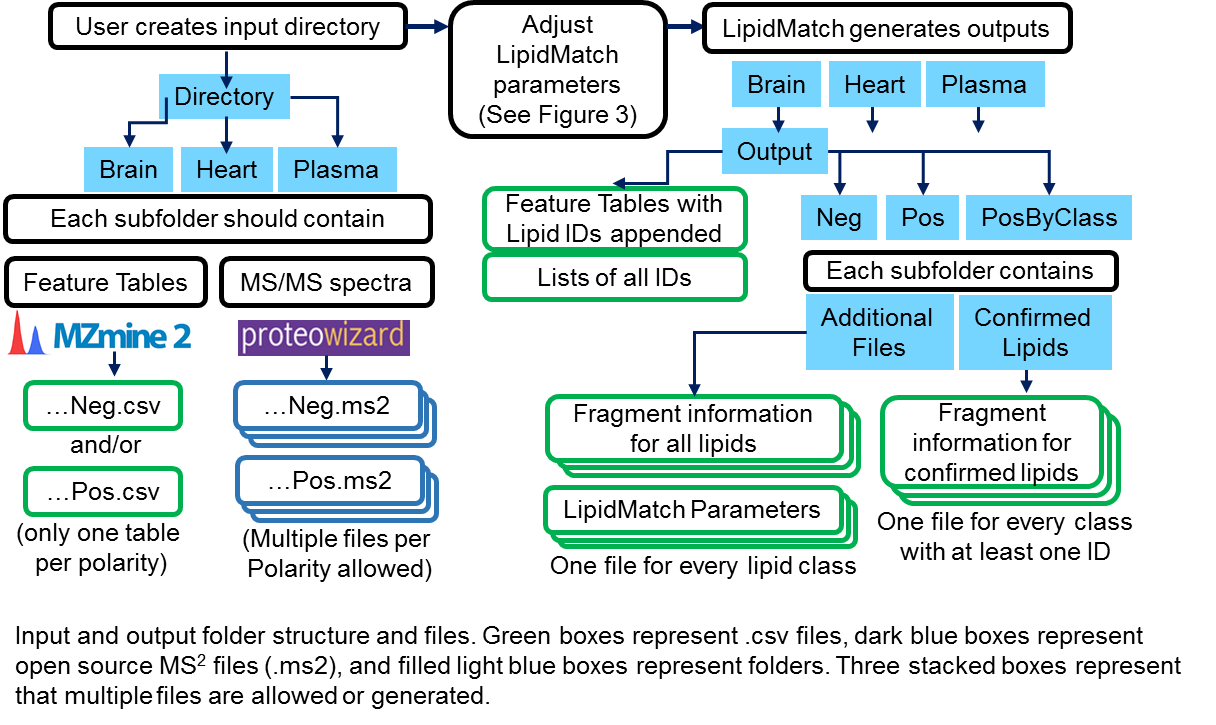 User creates input directory
Directory
Brain
Heart
Plasma
Each subfolder should contain
Feature Tables
MS/MS spectra
MZmine 2
proteowizard
…Neg.csv
and/or
…Pos.csv
(only one table
per polarity)
…Neg.ms2
…Pos.ms2
(Multiple files per
Polarity allowed)
Adjust
LipidMatch
parameters
(See Figure 3)
LipidMatch generates outputs
Brain
Heart
Plasma
Output
Feature Tables with
Lipid IDs appended
Lists of all IDs
Neg
Pos
PosByClass
Each subfolder contains
Additional
Files
Confirmed
Lipids
Fragment information
for all lipids
LipidMatch Parameters
One file for every lipid class
Fragment
information for
confirmed lipids
One file for every class
with at least one ID
Input and output folder structure and files. Green boxes represent .csv files, dark blue boxes represent
open source MS² files (.ms2), and filled light blue boxes represent folders. Three stacked boxes represent
that multiple files are allowed or generated.